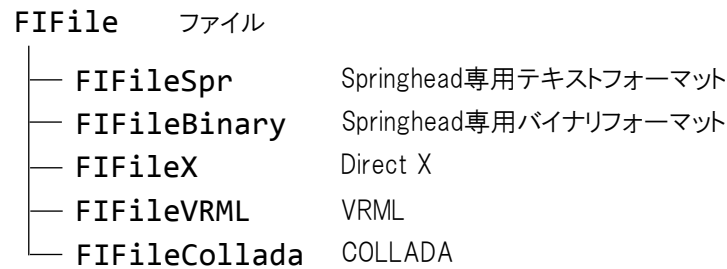 FIFile ファイル
FIFileSpr Springhead専用テキストフォーマット
FIFileBinary Springhead専用バイナリフォーマット
FIFileX Direct X
FIFileVRML VRML
FIFileCollada COLLADA